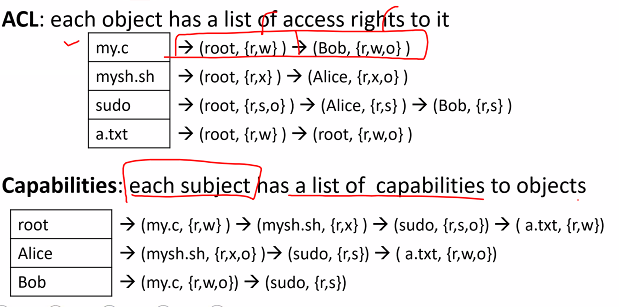 ACL: each object has a list of access rights to it
my.c → (root, {r,w} ) → (Bob, {r,w,o} )
mysh.sh → (root, {r,x} ) → (Alice, {r,x,o} )
sudo → (root, {r,s,o} ) → (Alice, {r,s} ) → (Bob, {r,s} )
a.txt → (root, {r,w} ) → (root, {r,w,o} )
Capabilities: each subject has a list of capabilities to objects
root → (my.c, {r,w} ) → (mysh.sh, {r,x} ) → (sudo, {r,s,o}) → ( a.txt, {r,w})
Alice → (mysh.sh, {r,x,o} )→ (sudo, {r,s}) → ( a.txt, {r,w,o})
Bob → (my.c, {r,w,o}) → (sudo, {r,s})